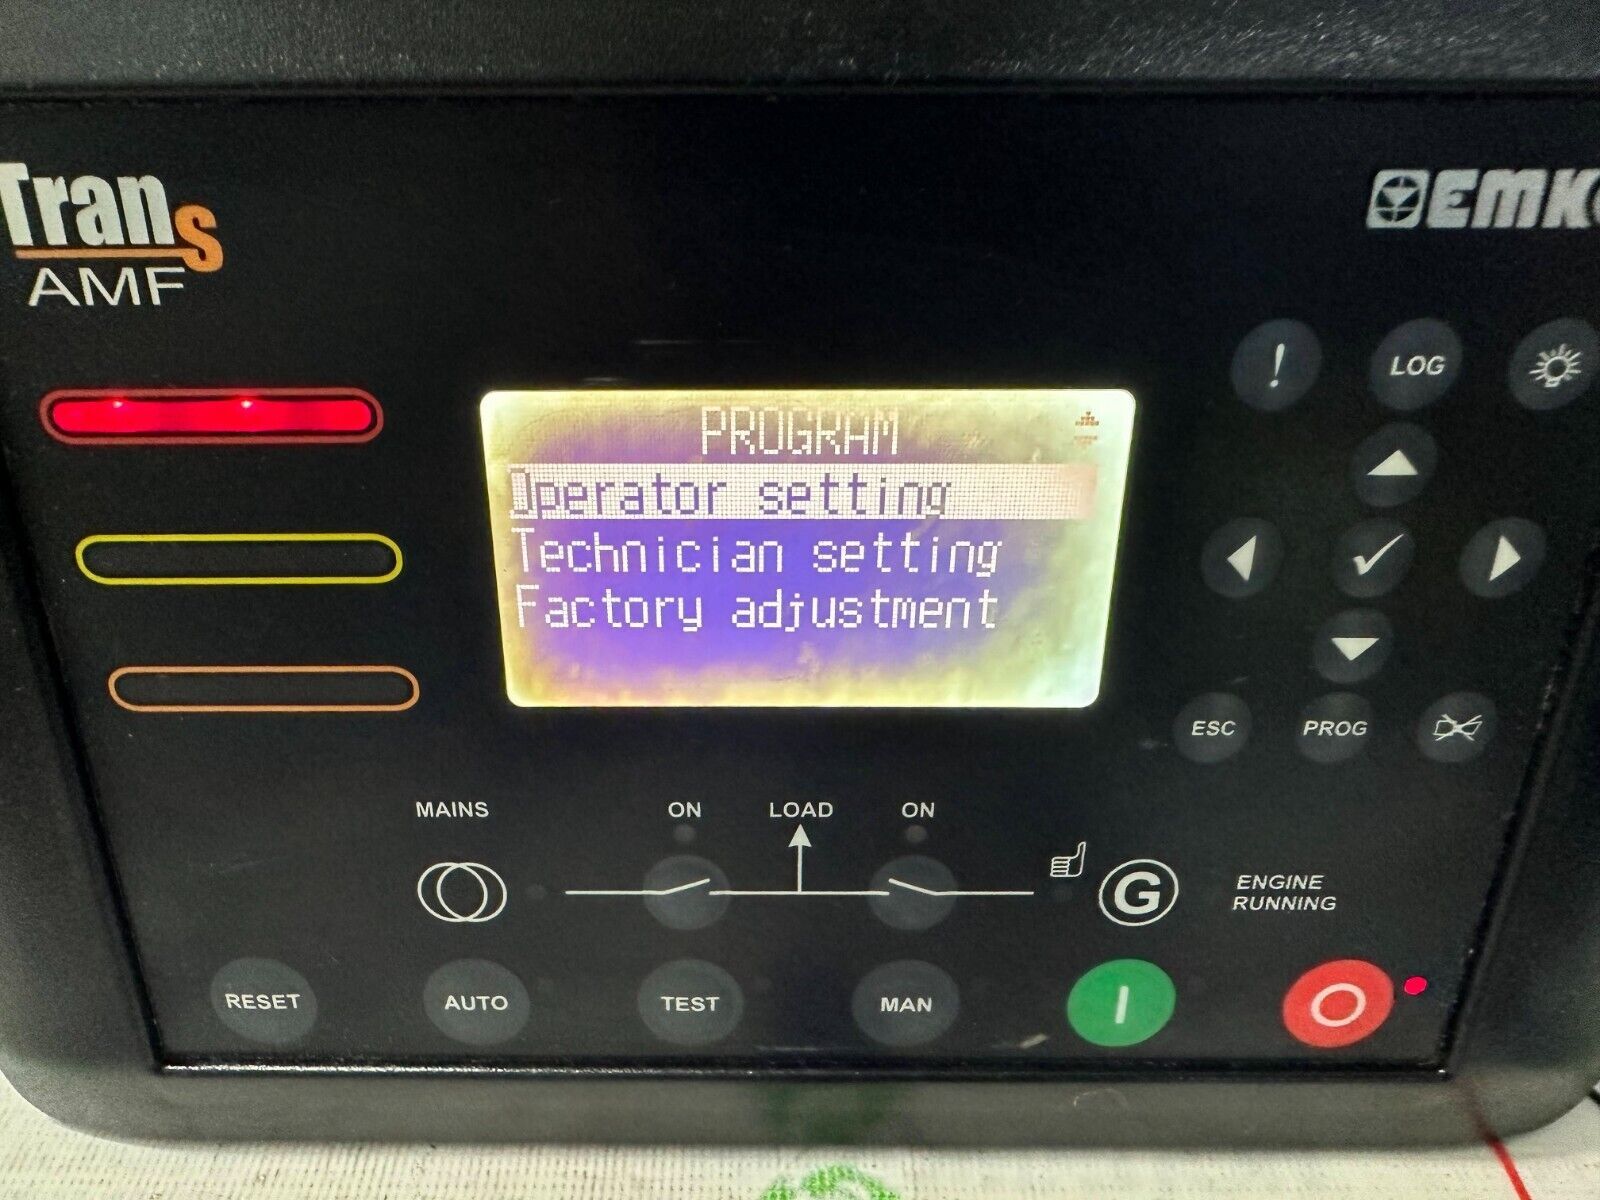 Trans
AMF
EMKO
!
LOG
PROGRAM
Operator setting
Technician setting
Factory adjustment
ESC
PROG
MAINS
ON
LOAD
ON
G
ENGINE
RUNNING
RESET
AUTO
TEST
MAN
I
O